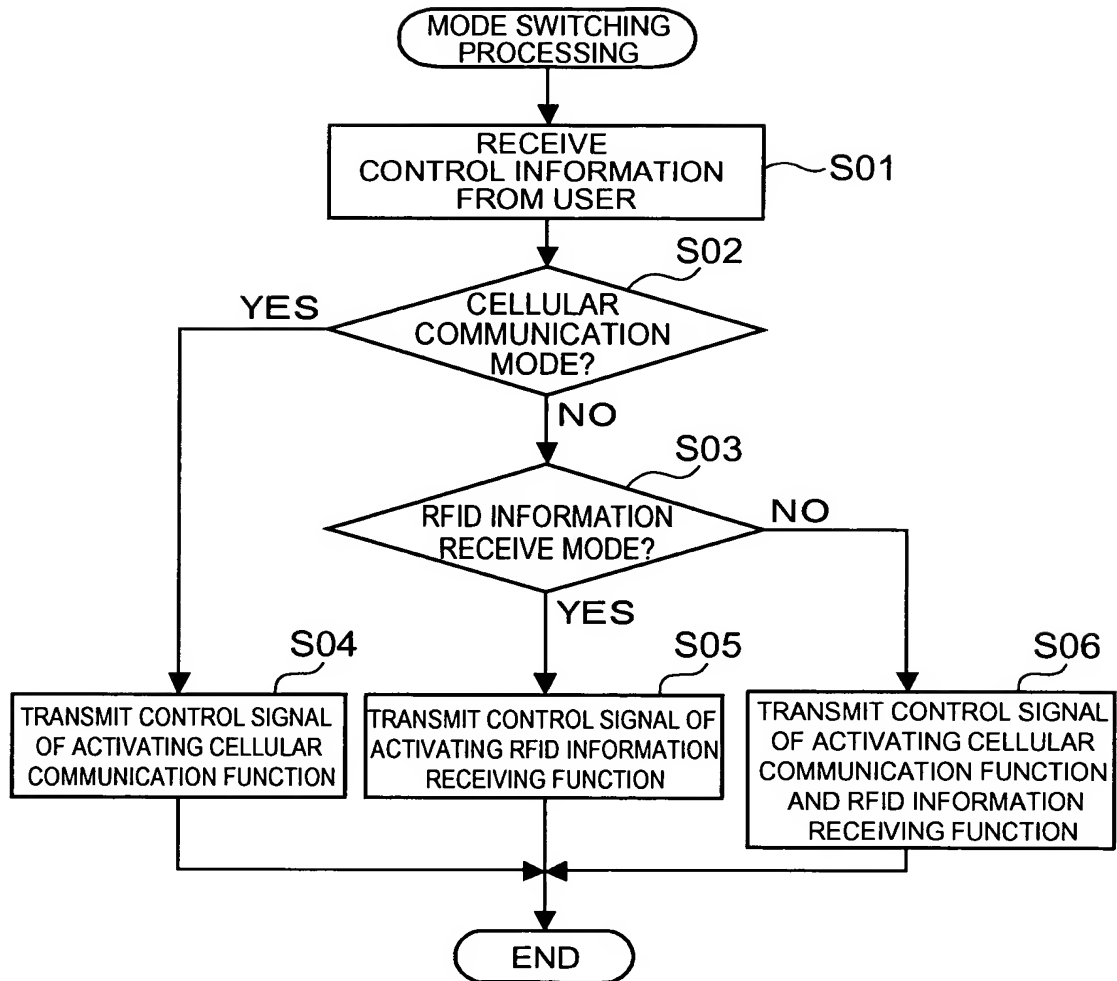 MODE SWITCHING
PROCESSING
RECEIVE
CONTROL INFORMATION
FROM USER
S01
S02
YES
CELLULAR
COMMUNICATION
MODE?
NO
S03
RFID INFORMATION
RECEIVE MODE?
NO
YES
S04
TRANSMIT CONTROL SIGNAL
OF ACTIVATING CELLULAR
COMMUNICATION FUNCTION
S05
TRANSMIT CONTROL SIGNAL OF
ACTIVATING RFID INFORMATION
RECEIVING FUNCTION
S06
TRANSMIT CONTROL SIGNAL
OF ACTIVATING CELLULAR
COMMUNICATION FUNCTION
AND RFID INFORMATION
RECEIVING FUNCTION
END